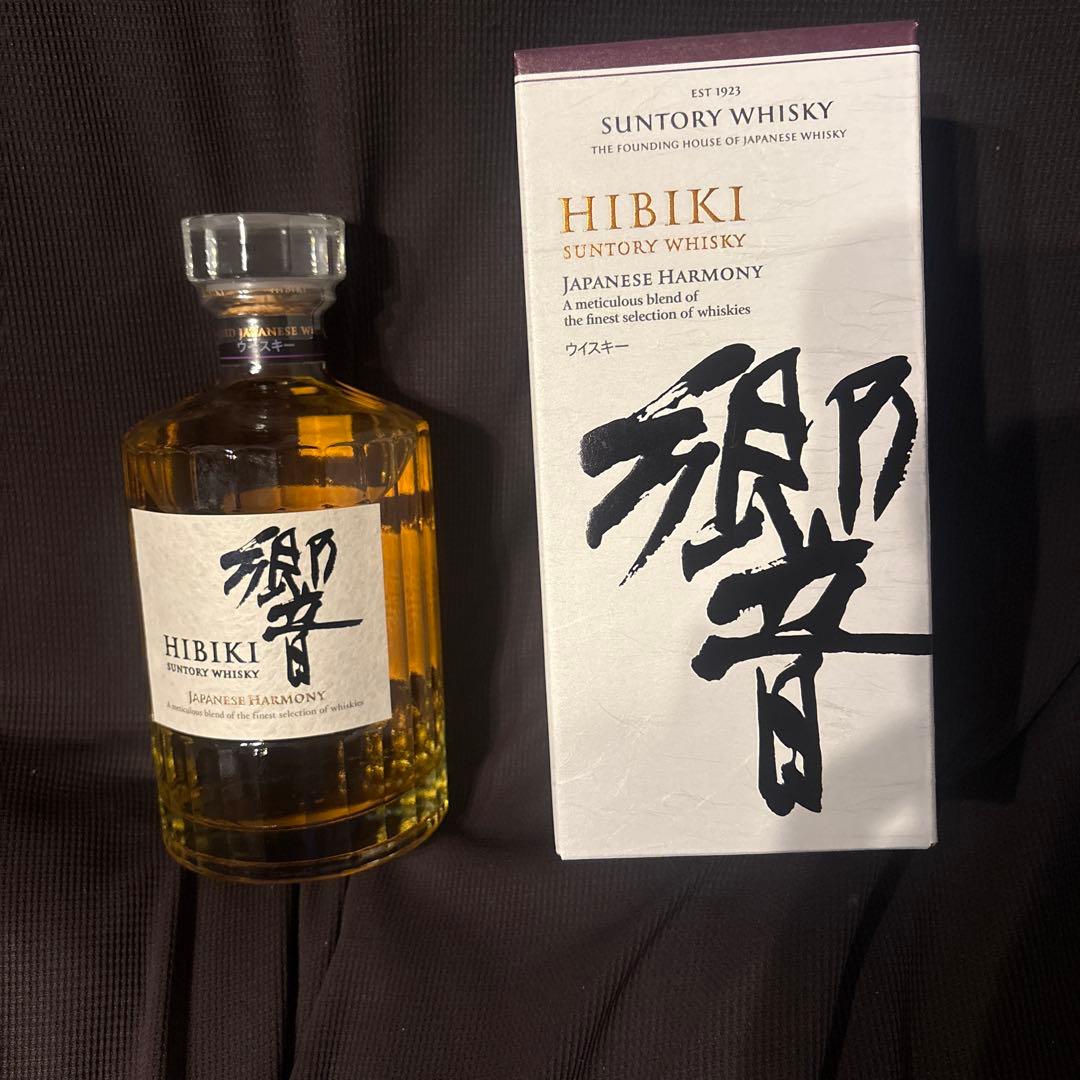 JAPANESE
ウイスキー
響
HIBIKI
SUNTORY WHISKY
JAPANESE HARMONY
A meticulous blend of the finest selection of whiskies
EST 1923
SUNTORY WHISKY
THE FOUNDING HOUSE OF JAPANESE WHISKY
HIBIKI
SUNTORY WHISKY
JAPANESE HARMONY
A meticulous blend of
the finest selection of whiskies
ウイスキー
響